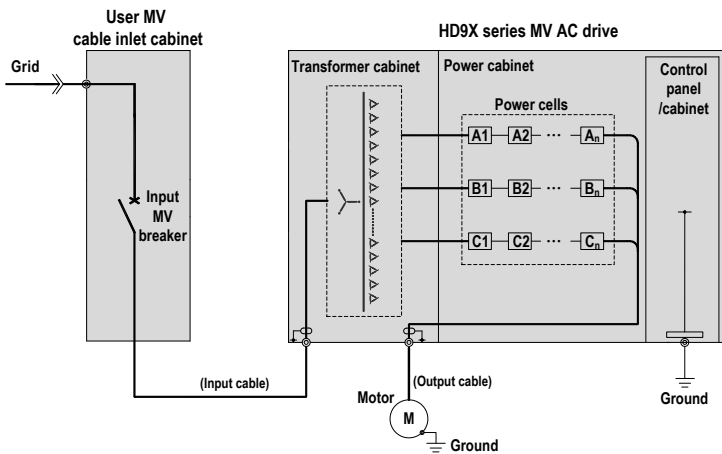 User MV
cable inlet cabinet
HD9X series MV AC drive
Grid
Transformer cabinet
Power cabinet
Control
panel
/cabinet
Power cells
A1 A2 ... An
B1 B2 ... Bn
C1 C2 ... Cn
Input
MV
breaker
(Input cable)
(Output cable)
Motor
M
Ground
Ground